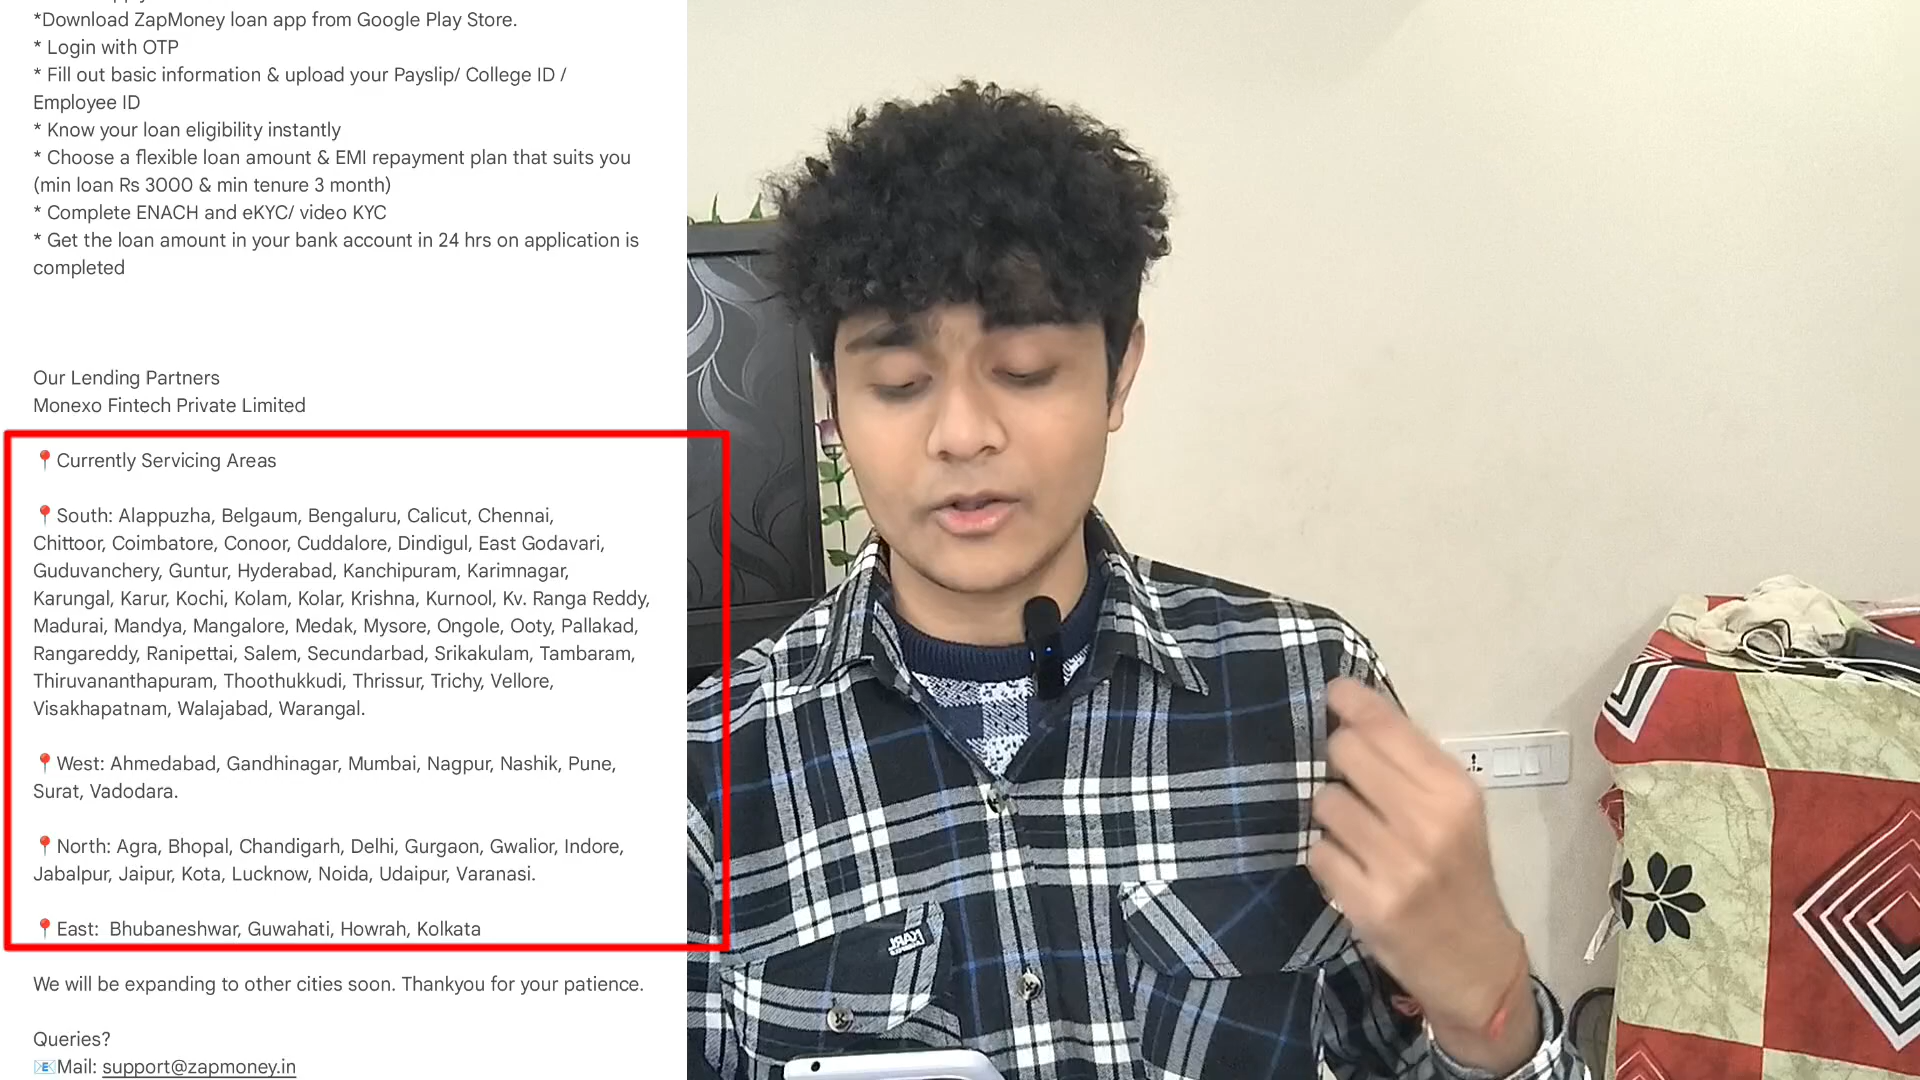 *Download ZapMoney loan app from Google Play Store.
* Login with OTP
* Fill out basic information & upload your Payslip/ College ID /
Employee ID
* Know your loan eligibility instantly
* Choose a flexible loan amount & EMI repayment plan that suits you
(min loan Rs 3000 & min tenure 3 month)
* Complete ENACH and eKYC/ video KYC
* Get the loan amount in your bank account in 24 hrs on application is
completed
Our Lending Partners
Monexo Fintech Private Limited
📍Currently Servicing Areas
📍South: Alappuzha, Belgaum, Bengaluru, Calicut, Chennai,
Chittoor, Coimbatore, Conoor, Cuddalore, Dindigul, East Godavari,
Guduvanchery, Guntur, Hyderabad, Kanchipuram, Karimnagar,
Karungal, Karur, Kochi, Kolam, Kolar, Krishna, Kurnool, Kv. Ranga Reddy,
Madurai, Mandya, Mangalore, Medak, Mysore, Ongole, Ooty, Pallakad,
Rangareddy, Ranipettai, Salem, Secundarbad, Srikakulam, Tambaram,
Thiruvananthapuram, Thoothukkudi, Thrissur, Trichy, Vellore,
Visakhapatnam, Walajabad, Warangal.
📍West: Ahmedabad, Gandhinagar, Mumbai, Nagpur, Nashik, Pune,
Surat, Vadodara.
📍North: Agra, Bhopal, Chandigarh, Delhi, Gurgaon, Gwalior, Indore,
Jabalpur, Jaipur, Kota, Lucknow, Noida, Udaipur, Varanasi.
📍East: Bhubaneshwar, Guwahati, Howrah, Kolkata
We will be expanding to other cities soon. Thankyou for your patience.
Queries?
📧Mail: support@zapmoney.in